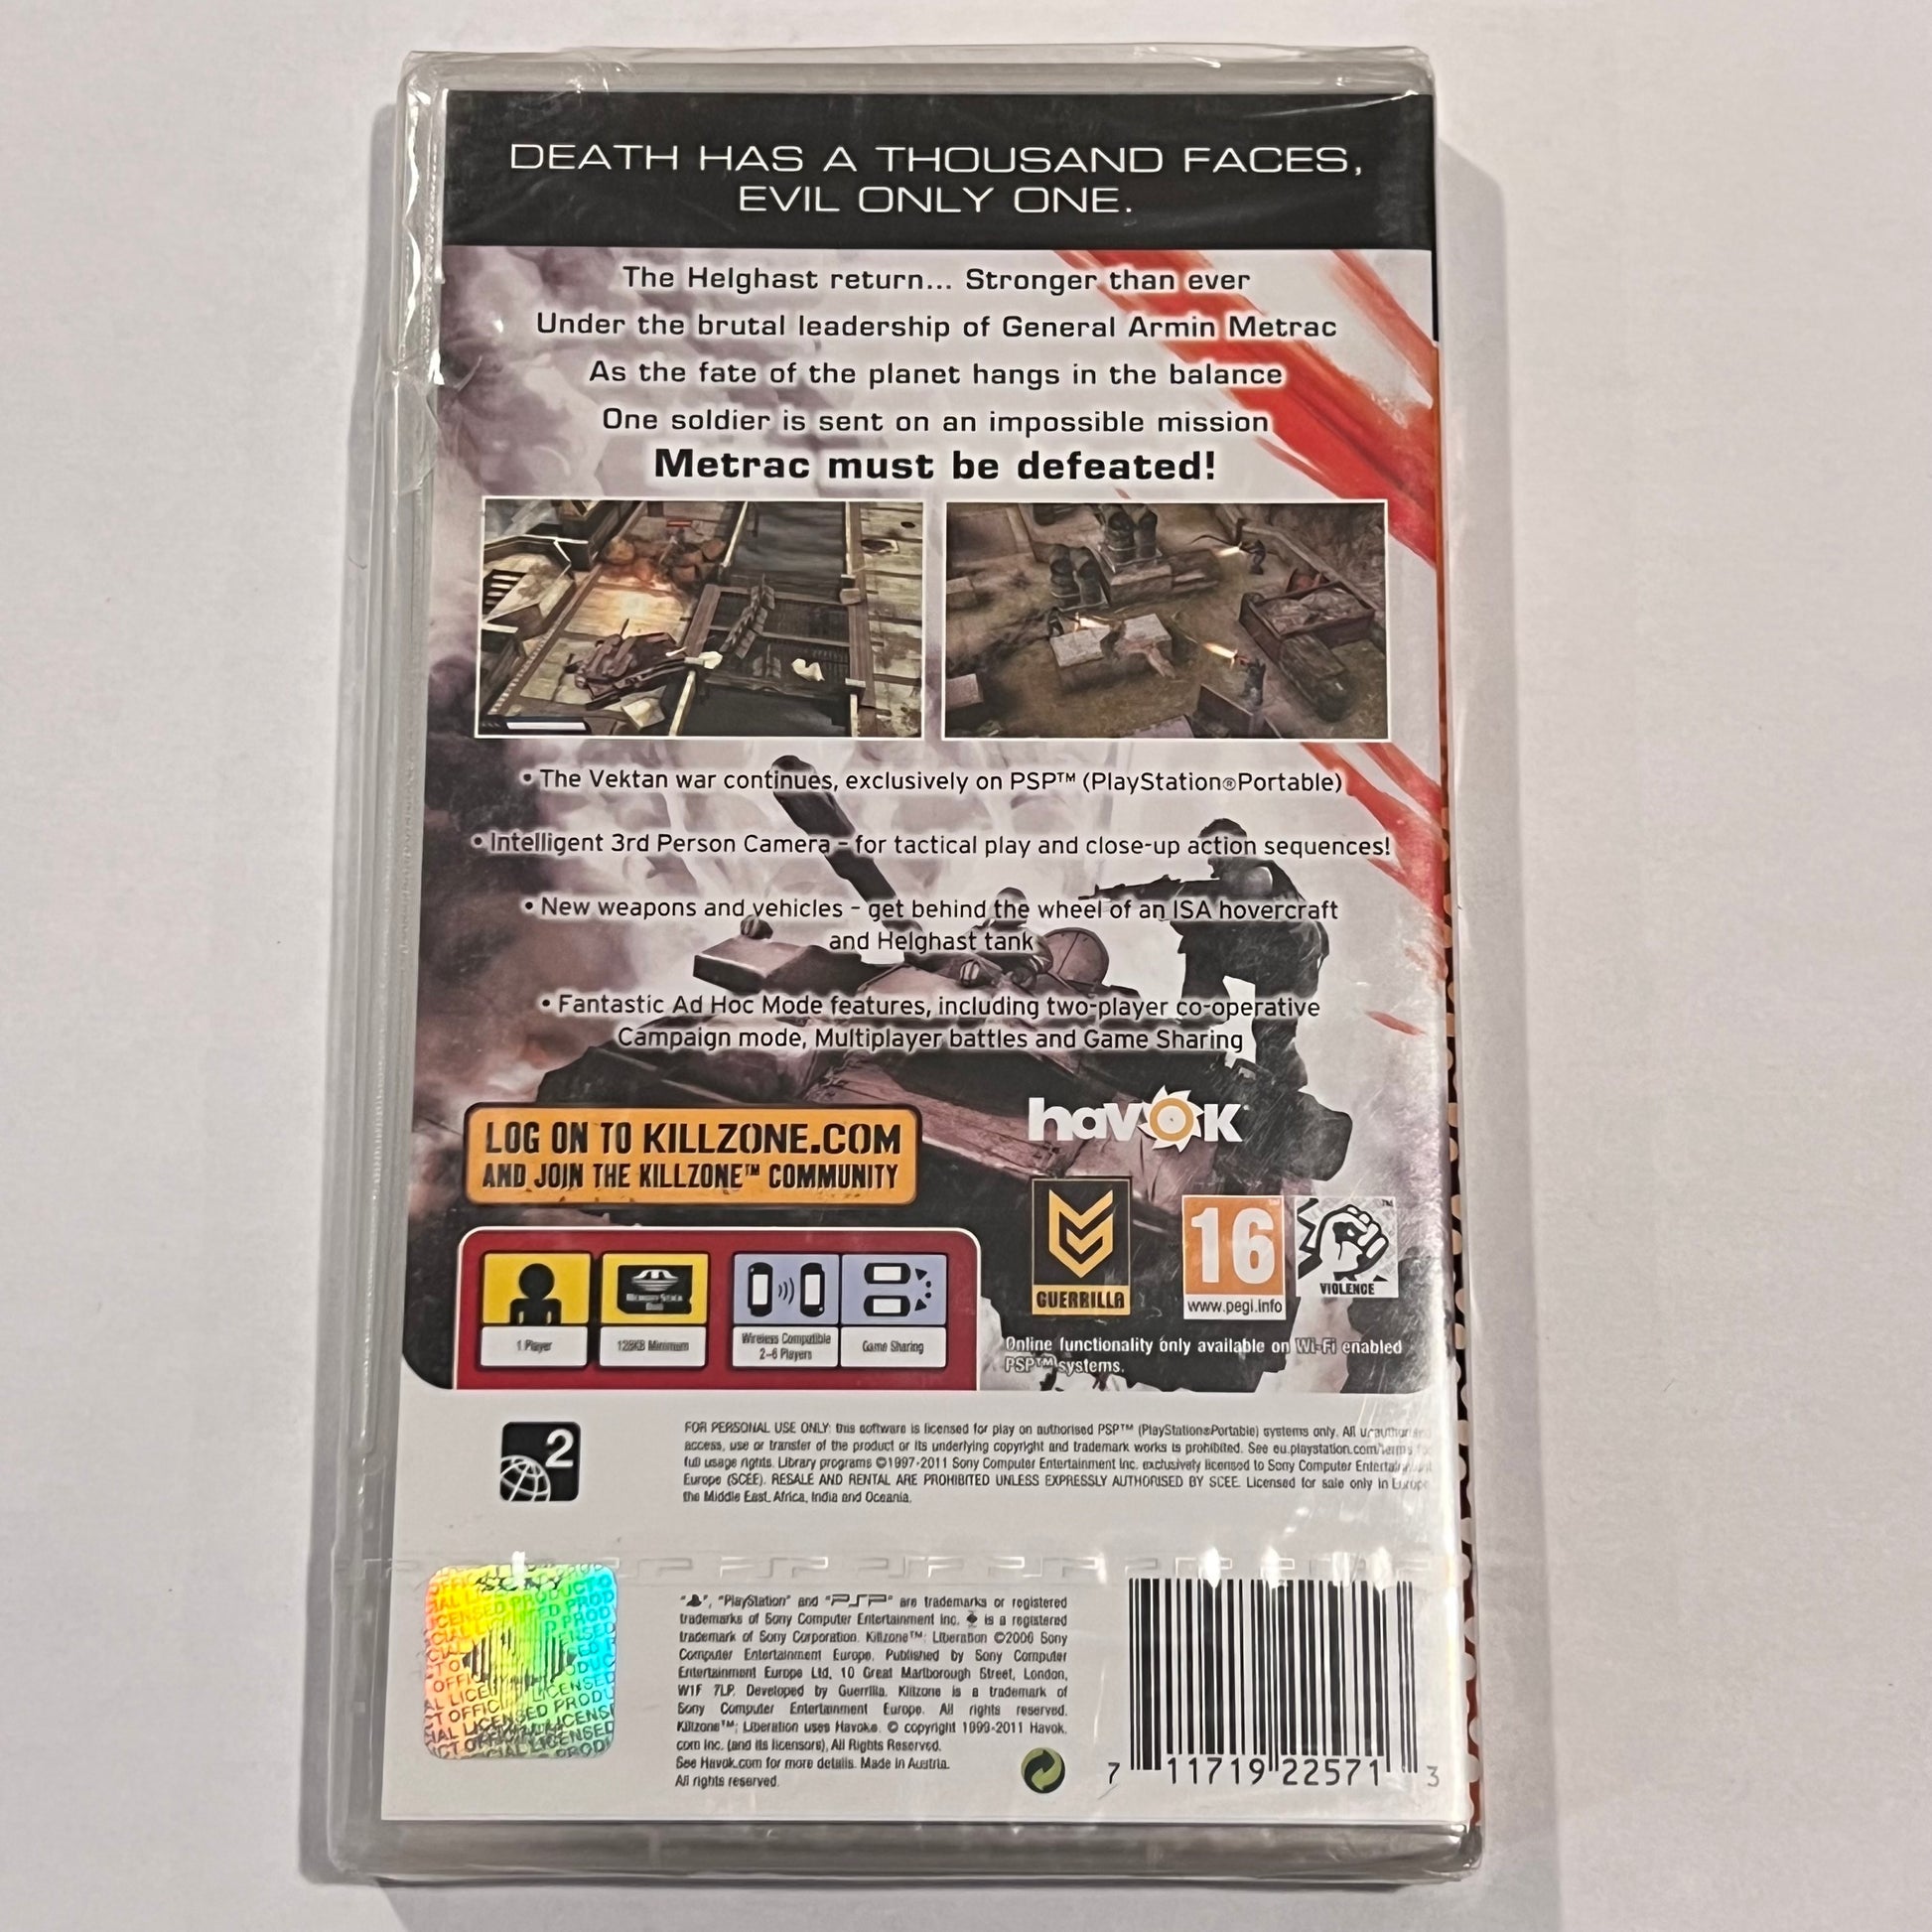 DEATH HAS A THOUSAND FACES,
EVIL ONLY ONE.
The Helghast return... Stronger than ever
Under the brutal leadership of General Armin Metrac
As the fate of the planet hangs in the balance
One soldier is sent on an impossible mission
Metrac must be defeated!
• The Vektan war continues, exclusively on PSP™ (PlayStation®Portable)
• Intelligent 3rd Person Camera – for tactical play and close-up action sequences!
• New weapons and vehicles – get behind the wheel of an ISA hovercraft
and Helghast tank
• Fantastic Ad Hoc Mode features, including two-player co-operative
Campaign mode, Multiplayer battles and Game Sharing
LOG ON TO KILLZONE.COM
AND JOIN THE KILLZONE™ COMMUNITY
havok
GUERRILLA
16
www.pegi.info
VIOLENCE
1 Player
128KB Minimum
Wireless Compatible
2-6 Players
Game Sharing
Online functionality only available on Wi-Fi enabled
PSP™ systems.
2
FOR PERSONAL USE ONLY: this software is licensed for play on authorised PSP™ (PlayStation®Portable) systems only. All unauthorised
access, use or transfer of the product or its underlying copyright and trademark works is prohibited. See eu.playstation.com/terms for
full usage rights. Library programs ©1997-2011 Sony Computer Entertainment Inc. exclusively licensed to Sony Computer Entertainment
Europe (SCEE). RESALE AND RENTAL ARE PROHIBITED UNLESS EXPRESSLY AUTHORISED BY SCEE. Licensed for sale only in Europe
the Middle East, Africa, India and Oceania.
SONY
OFFICIAL LICENSED PRODUCT
"", "PlayStation" and "PSP" are trademarks or registered
trademarks of Sony Computer Entertainment Inc. is a registered
trademark of Sony Corporation. Killzone™: Liberation ©2006 Sony
Computer Entertainment Europe. Published by Sony Computer
Entertainment Europe Ltd, 10 Great Marlborough Street, London,
W1F 7LP. Developed by Guerrilla. Killzone is a trademark of
Sony Computer Entertainment Europe. All rights reserved.
Killzone™: Liberation uses Havok®. © copyright 1999-2011 Havok.
com Inc. (and its licensors), All Rights Reserved.
See Havok.com for more details. Made in Austria.
All rights reserved.
7 11719 22571 3